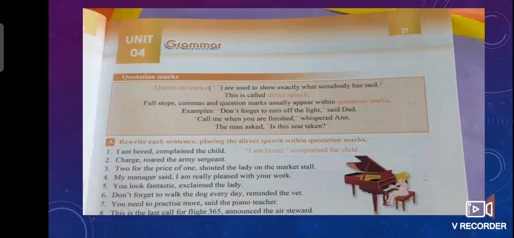 21
UNIT
04
Grammar
Quotation marks
Quotation marks (" ") are used to show exactly what somebody has said.
This is called direct speech.
Full stops, commas and question marks usually appear within quotation marks.
Examples: "Don't forget to turn off the light," said Dad.
"Call me when you are finished," whispered Ann.
The man asked, "Is this seat taken?"
A Rewrite each sentence, placing the direct speech within quotation marks.
1. I am bored, complained the child. "I am bored," complained the child.
2. Charge, roared the army sergeant.
3. Two for the price of one, shouted the lady on the market stall.
4. My manager said, I am really pleased with your work.
5. You look fantastic, exclaimed the lady.
6. Don't forget to walk the dog every day, reminded the vet.
7. You need to practise more, said the piano teacher.
8. This is the last call for flight 365, announced the air steward.
V RECORDER